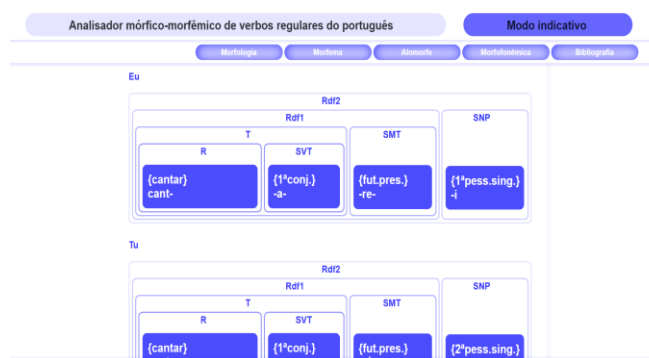 Analisador mórfico-morfêmico de verbos regulares do português
Modo indicativo
Morfologia Morfema Alomorfe Morfofonêmica Bibliografia
Eu
Rdf2
Rdf1 SNP
T SMT
R SVT
{cantar} {1ªconj.} {fut.pres.} {1ªpess.sing.}
cant- -a- -re- -i
Tu
Rdf2
Rdf1 SNP
T SMT
R SVT
{cantar} {1ªconj.} {fut.pres.} {2ªpess.sing.}